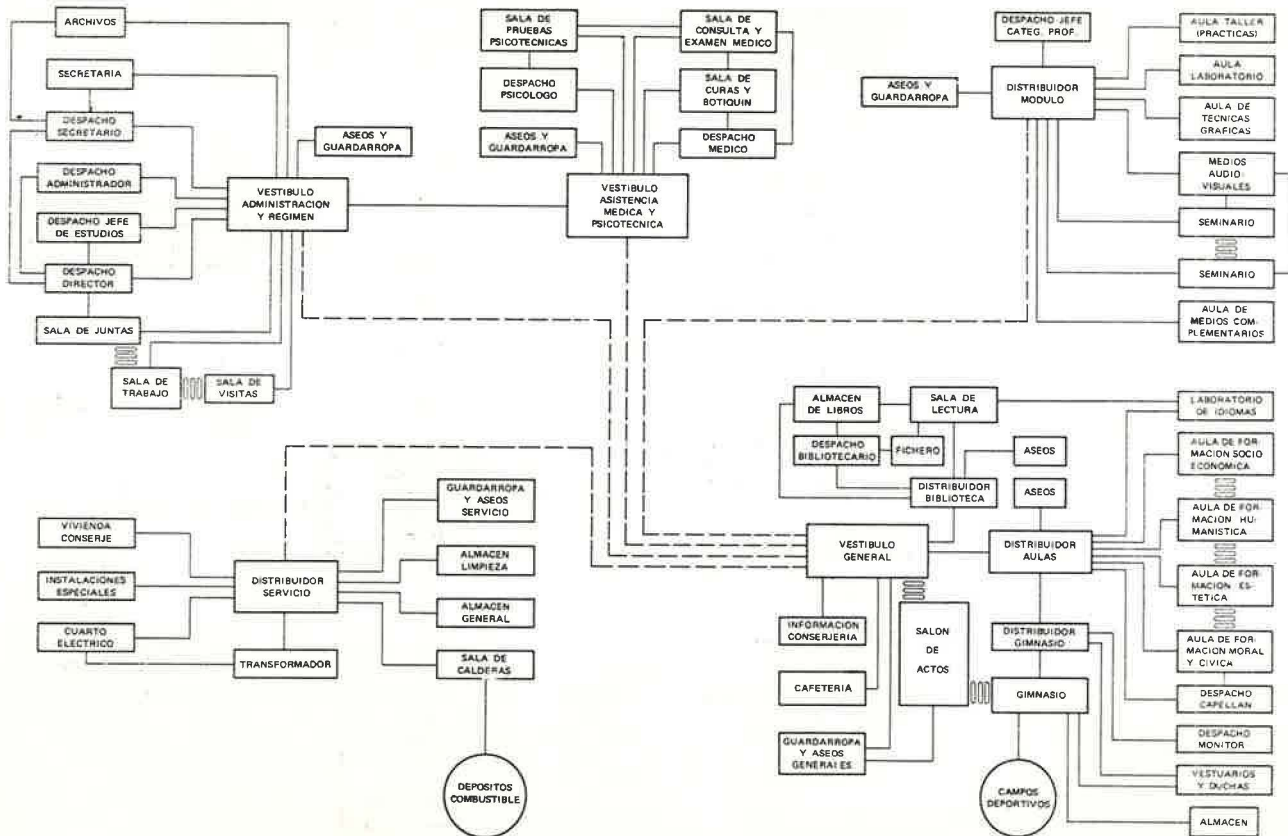 ARCHIVOS
SECRETARIA
DESPACHO
SECRETARIO
ASEOS Y
GUARDARROPA
DESPACHO
ADMINISTRADOR
VESTIBULO
ADMINISTRACION
Y REGIMEN
DESPACHO JEFE
DE ESTUDIOS
DESPACHO
DIRECTOR
SALA DE JUNTAS
SALA DE
TRABAJO
SALA DE
VISITAS
SALA DE
PRUEBAS
PSICOTECNICAS
SALA DE
CONSULTA Y
EXAMEN MEDICO
DESPACHO
PSICOLOGO
SALA DE
CURAS Y
BOTIQUIN
ASEOS Y
GUARDARROPA
DESPACHO
MEDICO
VESTIBULO
ASISTENCIA
MEDICA Y
PSICOTECNICA
DESPACHO JEFE
CATEG. PROF.
AULA TALLER
(PRACTICAS)
ASEOS Y
GUARDARROPA
DISTRIBUIDOR
MODULO
AULA
LABORATORIO
AULA DE
TECNICAS
GRAFICAS
MEDIOS
AUDIO-
VISUALES
SEMINARIO
SEMINARIO
AULA DE
MEDIOS COM-
PLEMENTARIOS
ALMACEN
DE LIBROS
SALA DE
LECTURA
LABORATORIO
DE IDIOMAS
DESPACHO
BIBLIOTECARIO
FICHERO
ASEOS
AULA DE FOR-
MACION SOCIO
ECONOMICA
DISTRIBUIDOR
BIBLIOTECA
ASEOS
AULA DE FOR-
MACION HU-
MANISTICA
VESTIBULO
GENERAL
DISTRIBUIDOR
AULAS
AULA DE FOR-
MACION ES-
TETICA
INFORMACION
CONSERJERIA
SALON
DE
ACTOS
DISTRIBUIDOR
GIMNASIO
AULA DE FOR-
MACION MORAL
Y CIVICA
CAFETERIA
GIMNASIO
DESPACHO
CAPELLAN
GUARDARROPA
Y ASEOS
GENERALES
DESPACHO
MONITOR
CAMPOS
DEPORTIVOS
VESTUARIOS
Y DUCHAS
ALMACEN
GUARDARROPA
Y ASEOS
SERVICIO
VIVIENDA
CONSERJE
ALMACEN
LIMPIEZA
INSTALACIONES
ESPECIALES
DISTRIBUIDOR
SERVICIO
ALMACEN
GENERAL
CUARTO
ELECTRICO
TRANSFORMADOR
SALA DE
CALDERAS
DEPOSITOS
COMBUSTIBLE